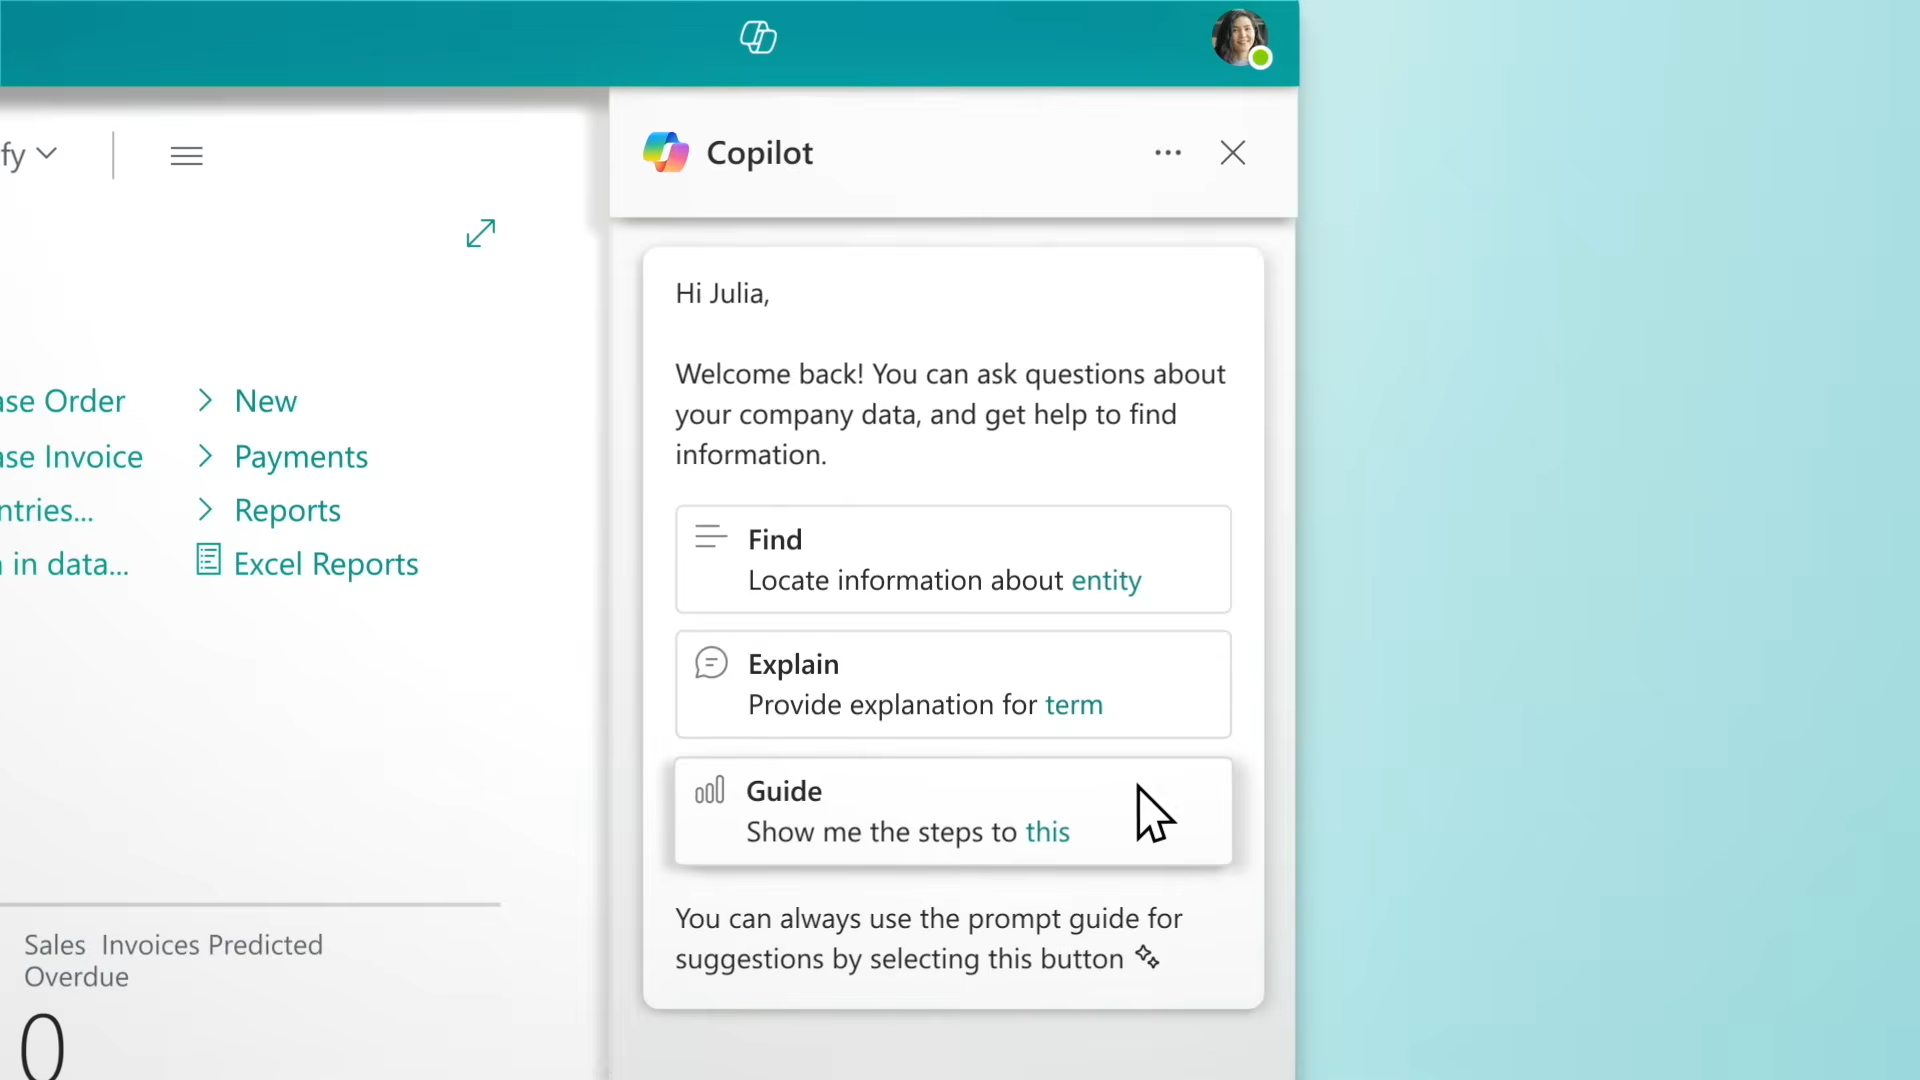 Copilot
fy
Hi Julia,
Welcome back! You can ask questions about
your company data, and get help to find
information.
ase Order
New
ase Invoice
Payments
ntries...
Reports
in data...
Excel Reports
Find
Locate information about entity
Explain
Provide explanation for term
Guide
Show me the steps to this
You can always use the prompt guide for
suggestions by selecting this button
Sales Invoices Predicted
Overdue
0